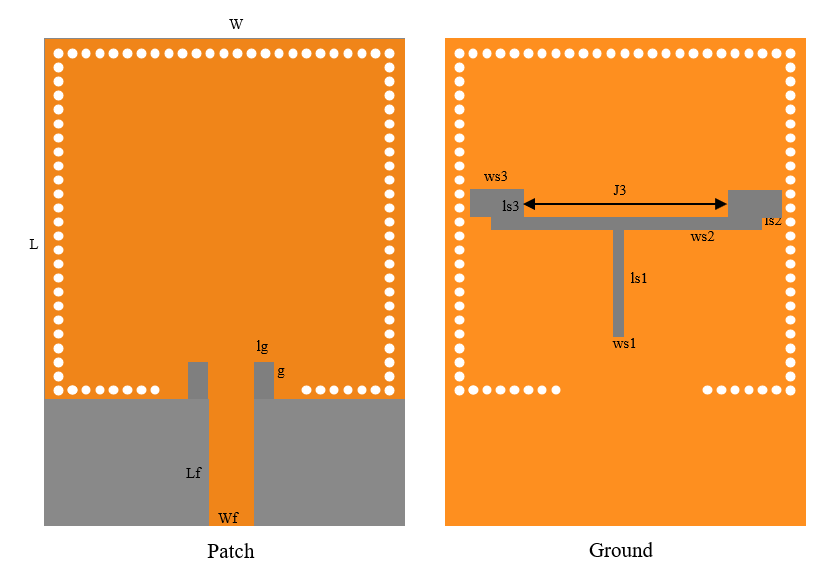 W
ws3
J3
ls3
ls2
ws2
L
ls1
ws1
lg
g
Lf
Wf
Patch
Ground